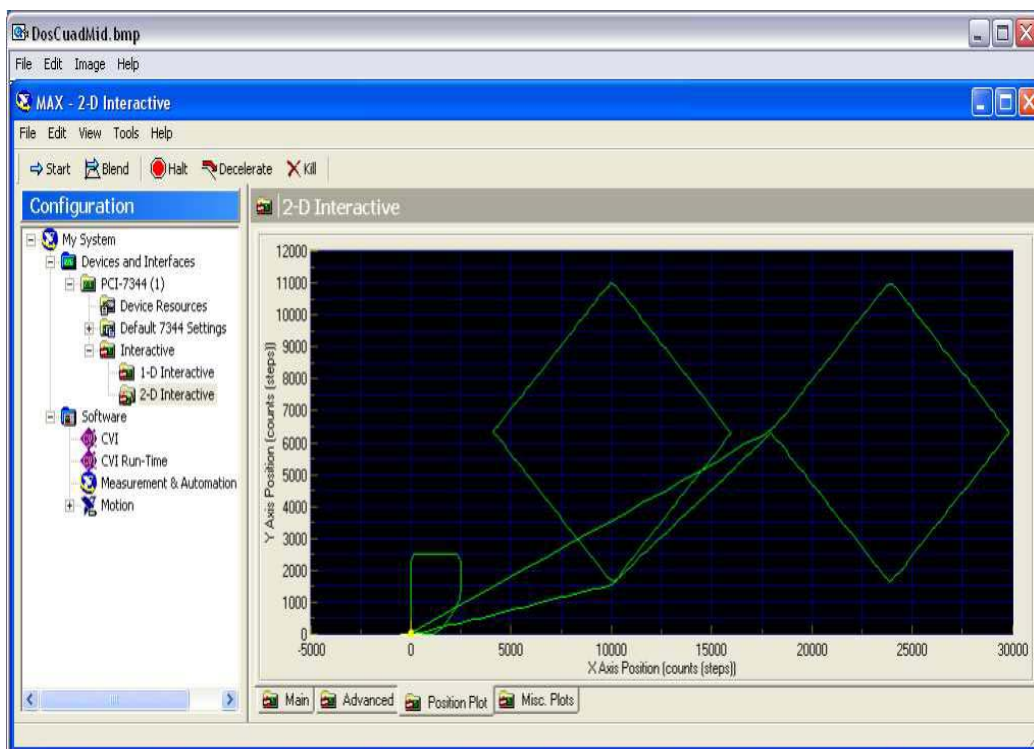 DosCuadMid.bmp
File Edit Image Help
MAX - 2-D Interactive
File Edit View Tools Help
Start Blend Halt Decelerate Kill
Configuration
My System
Devices and Interfaces
PCI-7344 (1)
Device Resources
Default 7344 Settings
Interactive
1-D Interactive
2-D Interactive
Software
CVI
CVI Run-Time
Measurement & Automation
Motion
2-D Interactive
12000
11000
10000
9000
8000
7000
6000
5000
4000
3000
2000
1000
0
Y Axis Position (counts (steps))
-5000 0 5000 10000 15000 20000 25000 30000
X Axis Position (counts (steps))
Main Advanced Position Plot Misc. Plots